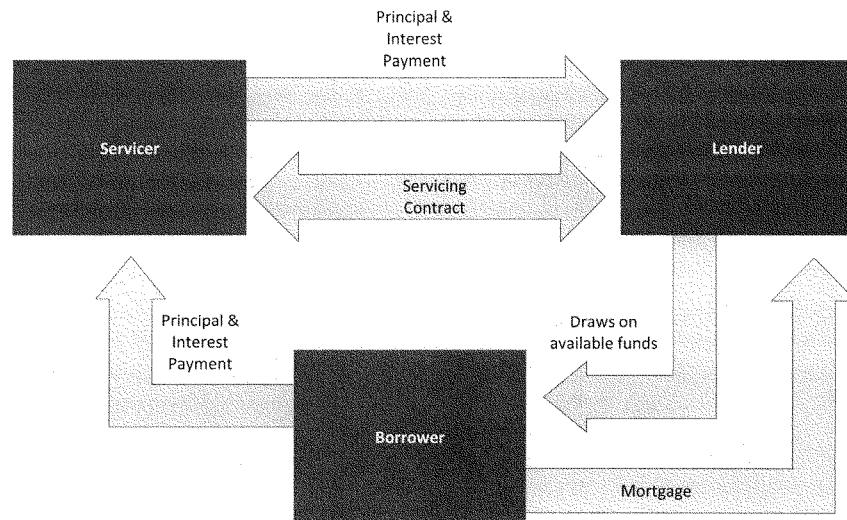 Principal &
Interest
Payment
Servicer
Lender
Servicing
Contract
Principal &
Interest
Payment
Draws on
available funds
Borrower
Mortgage